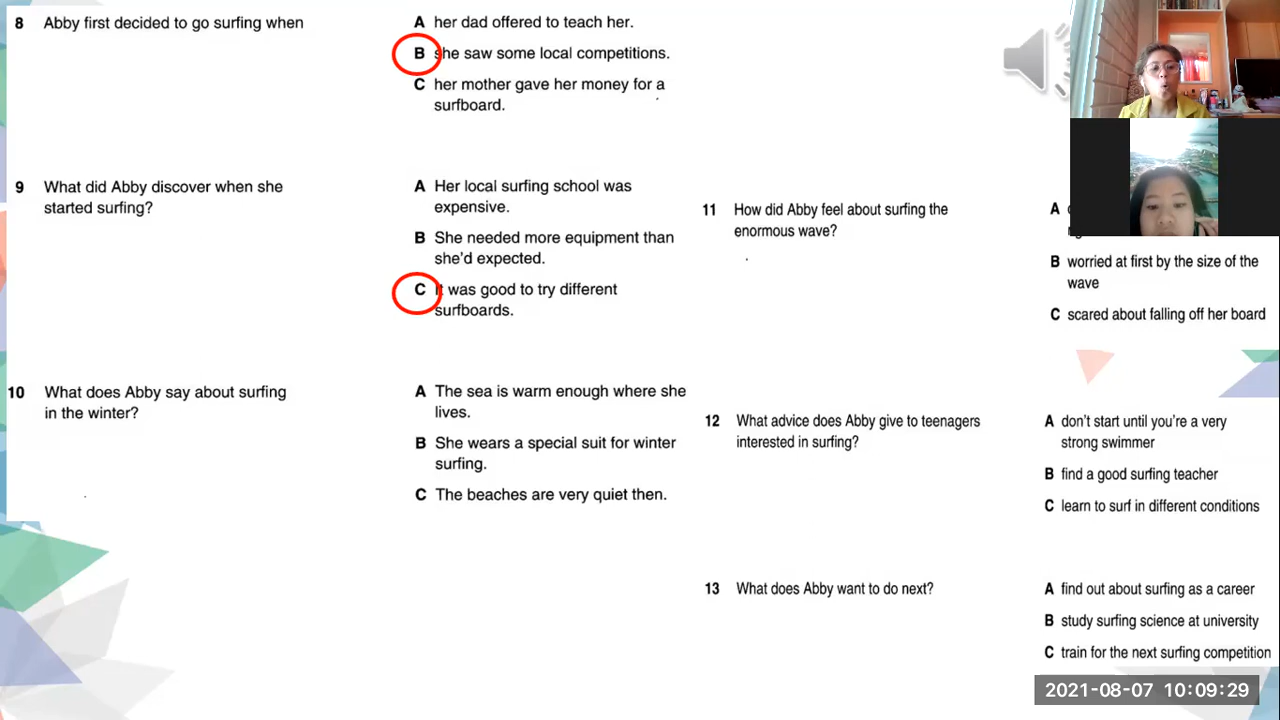 8 Abby first decided to go surfing when
A her dad offered to teach her.
B she saw some local competitions.
C her mother gave her money for a
surfboard.
9 What did Abby discover when she
started surfing?
A Her local surfing school was
expensive.
B She needed more equipment than
she'd expected.
C It was good to try different
surfboards.
10 What does Abby say about surfing
in the winter?
A The sea is warm enough where she
lives.
B She wears a special suit for winter
surfing.
C The beaches are very quiet then.
11 How did Abby feel about surfing the
enormous wave?
A
B worried at first by the size of the
wave
C scared about falling off her board
12 What advice does Abby give to teenagers
interested in surfing?
A don't start until you're a very
strong swimmer
B find a good surfing teacher
C learn to surf in different conditions
13 What does Abby want to do next?
A find out about surfing as a career
B study surfing science at university
C train for the next surfing competition
2021-08-07 10:09:29